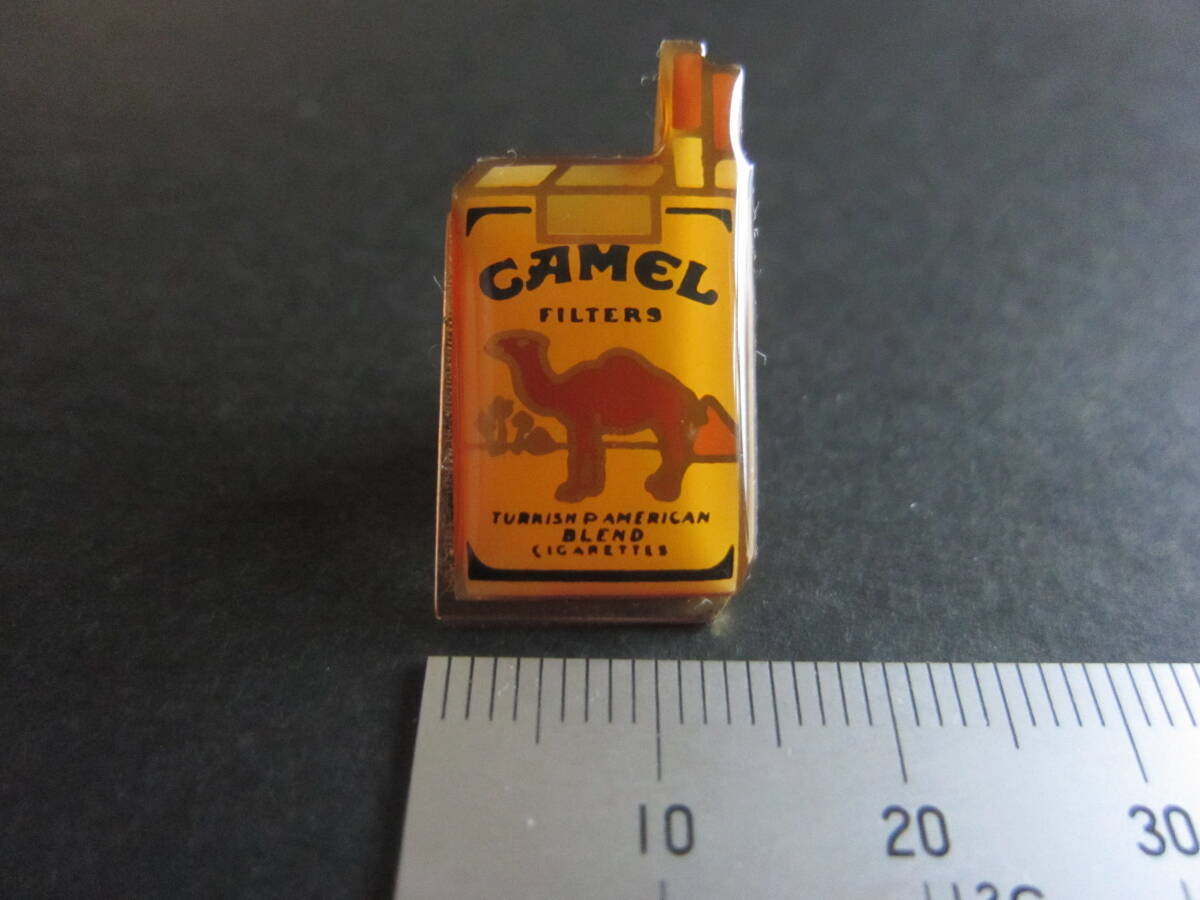 CAMEL
FILTERS
TURKISH P AMERICAN
BLEND
CIGARETTES
10 20 30